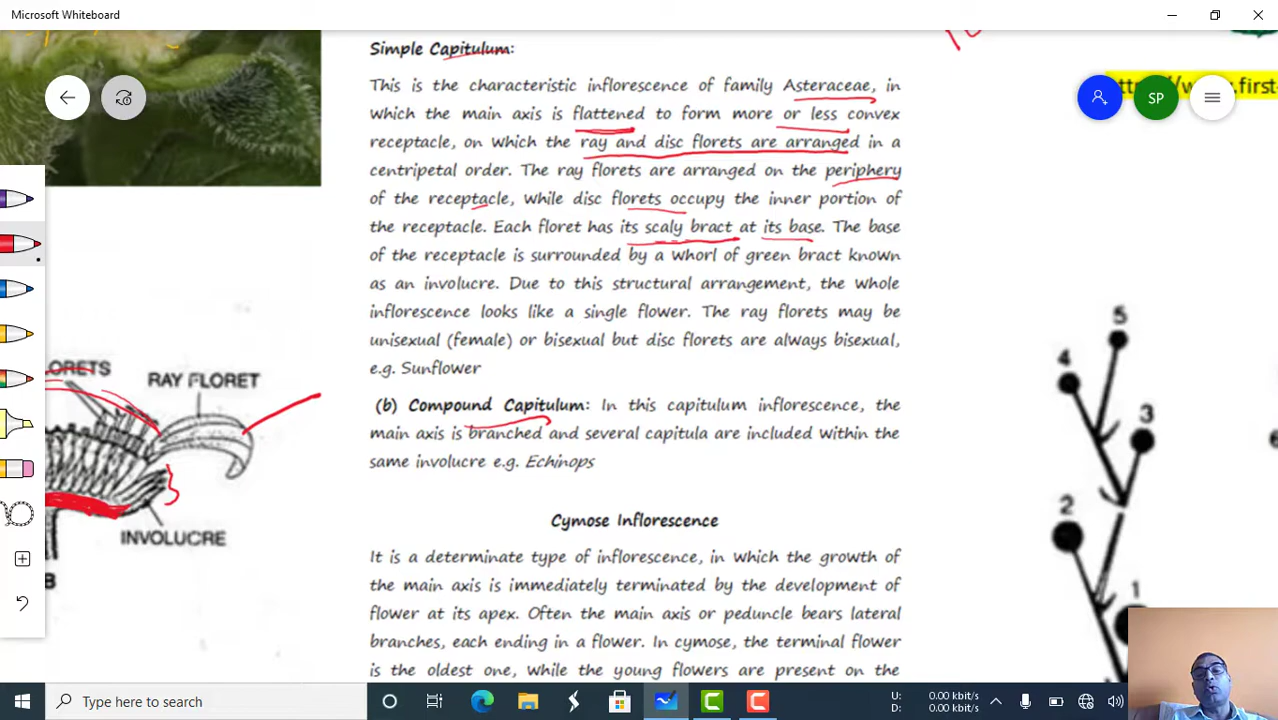 Microsoft Whiteboard
Simple Capitulum:
This is the characteristic inflorescence of family Asteraceae, in
which the main axis is flattened to form more or less convex
receptacle, on which the ray and disc florets are arranged in a
centripetal order. The ray florets are arranged on the periphery
of the receptacle, while disc florets occupy the inner portion of
the receptacle. Each floret has its scaly bract at its base. The base
of the receptacle is surrounded by a whorl of green bract known
as an involucre. Due to this structural arrangement, the whole
inflorescence looks like a single flower. The ray florets may be
unisexual (female) or bisexual but disc florets are always bisexual,
e.g. Sunflower
(b) Compound Capitulum: In this capitulum inflorescence, the
main axis is branched and several capitula are included within the
same involucre e.g. Echinops
Cymose Inflorescence
It is a determinate type of inflorescence, in which the growth of
the main axis is immediately terminated by the development of
flower at its apex. Often the main axis or peduncle bears lateral
branches, each ending in a flower. In cymose, the terminal flower
is the oldest one, while the young flowers are present on the
SP
ORETS
RAY FLORET
INVOLUCRE
B
5
4
3
2
1
Type here to search
U: 0.00 kbit/s
D: 0.00 kbit/s